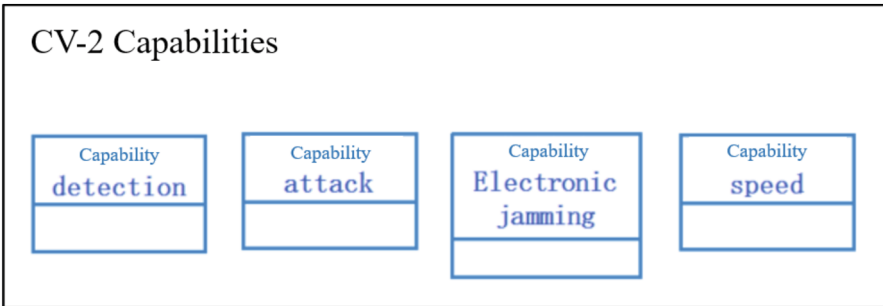 CV-2 Capabilities
Capability
detection
Capability
attack
Capability
Electronic
jamming
Capability
speed